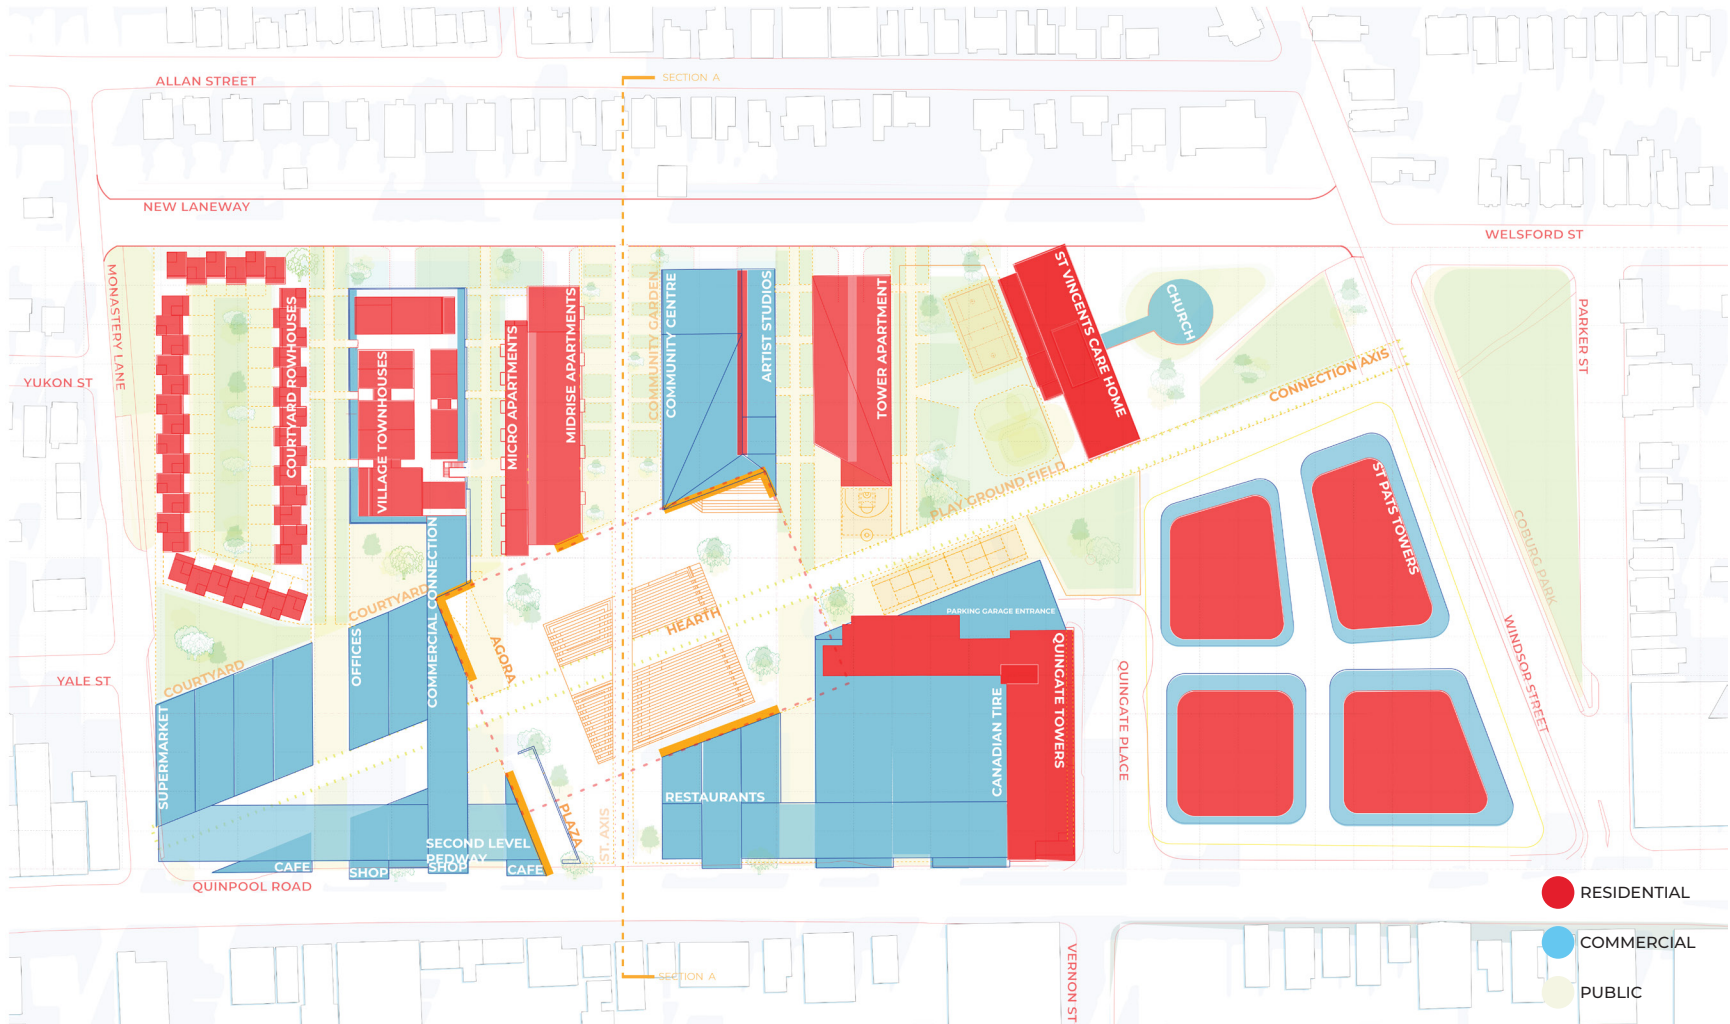 SECTION A
ALLAN STREET
NEW LANEWAY
WELSFORD ST
MONASTERY LANE
COURTYARD ROWHOUSES
VILLAGE TOWNHOUSES
MICRO APARTMENTS
MIDRISE APARTMENTS
COMMUNITY GARDEN
COMMUNITY CENTRE
ARTIST STUDIOS
TOWER APARTMENT
ST VINCENTS CARE HOME
CHURCH
PARKER ST
YUKON ST
CONNECTION AXIS
PLAY GROUND FIELD
ST PATS TOWERS
COBURG PARK
COURTYARD
COMMERCIAL CONNECTION
OFFICES
AGORA
HEARTH
PARKING GARAGE ENTRANCE
QUINGATE TOWERS
QUINGATE PLACE
WINDSOR STREET
YALE ST
COURTYARD
SUPERMARKET
CANADIAN TIRE
RESTAURANTS
PLAZA
ST. AXIS
SECOND LEVEL
PEDWAY
CAFE
SHOP
SHOP
CAFE
QUINPOOL ROAD
VERNON ST
SECTION A
RESIDENTIAL
COMMERCIAL
PUBLIC